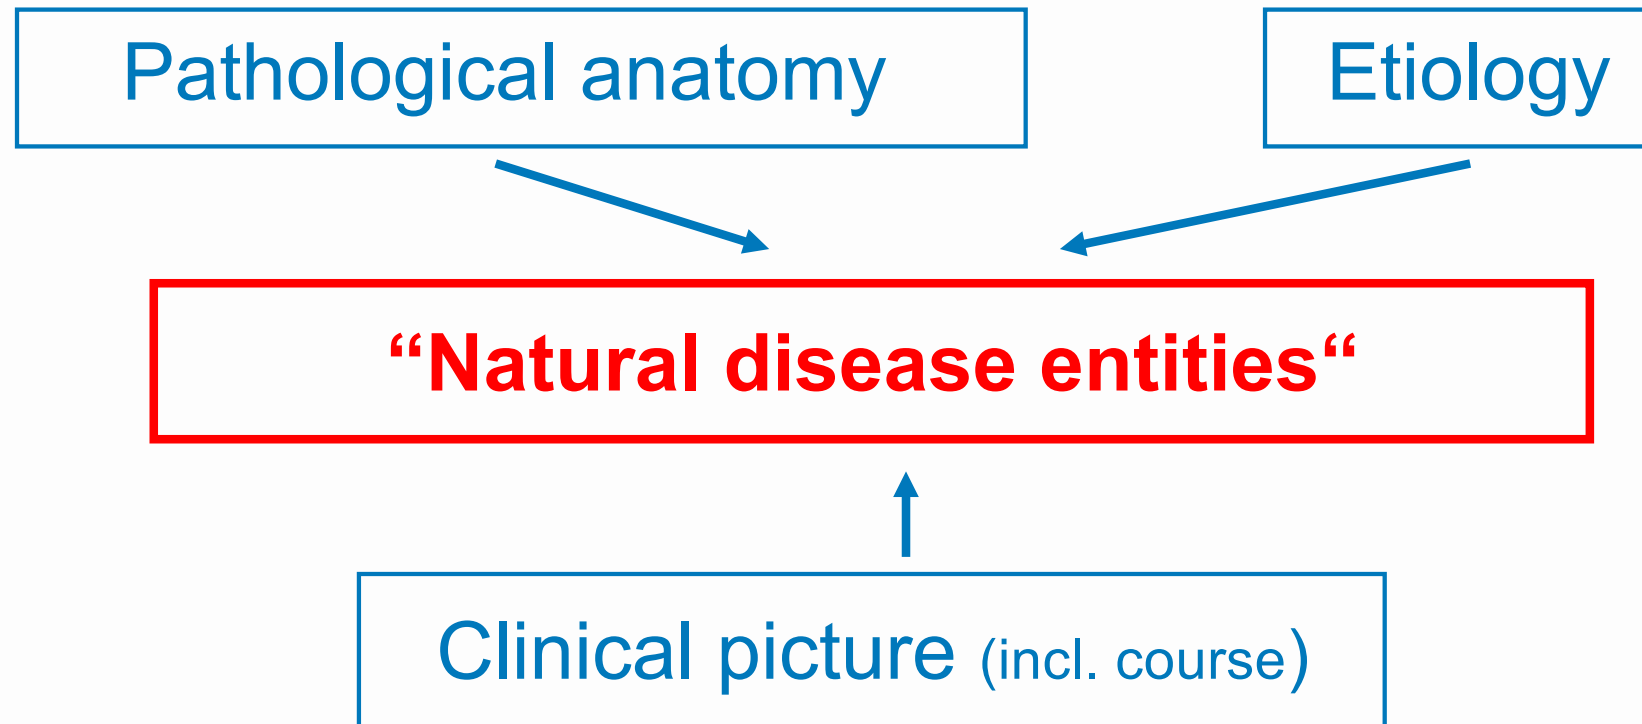 Pathological anatomy
Etiology
“Natural disease entities“
Clinical picture (incl. course)